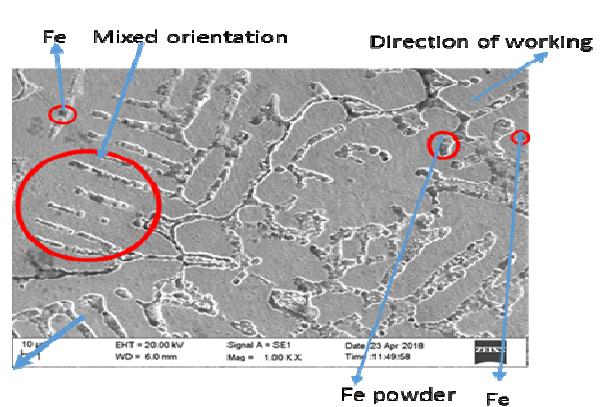 Fe Mixed orientation
Direction of working
EHT = 20.00 kV Signal A = SE1 Date :23 Apr 2018
WD = 6.0 mm Mag = 1.00 K X Time :11:49:58
ZEISS
Fe powder Fe